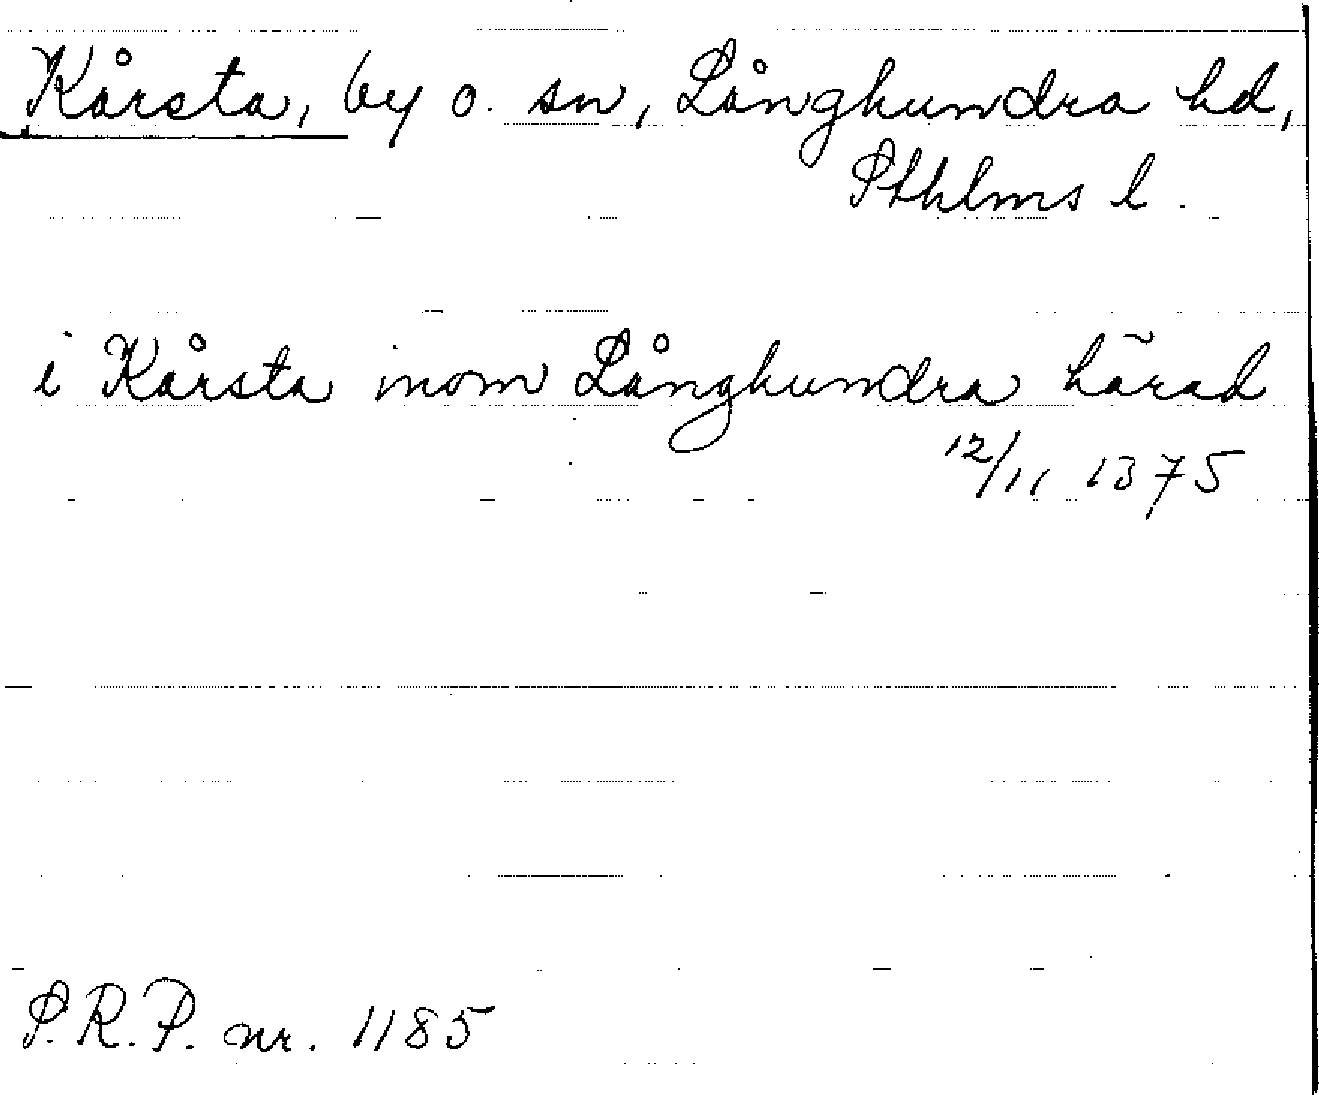 Kårsta, by o. sn, Långhundra hd,
Sthlms l.
i Kårsta inom Långhundra härad
12/11 1375
S.R.P. nr. 1185